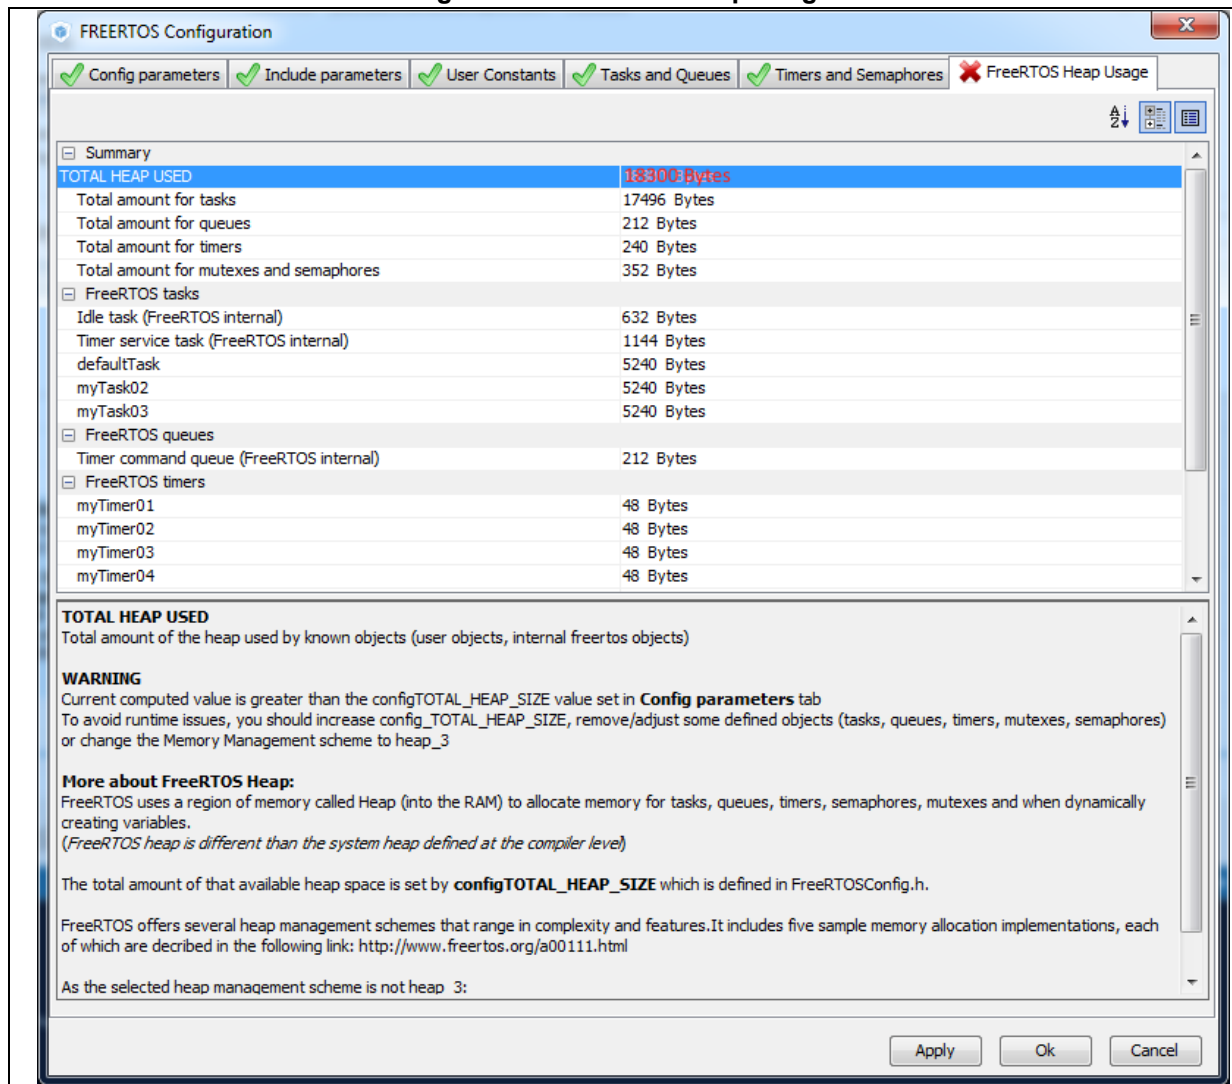 FREERTOS Configuration
Config parameters Include parameters User Constants Tasks and Queues Timers and Semaphores FreeRTOS Heap Usage
Summary
TOTAL HEAP USED 18300 Bytes
Total amount for tasks 17496 Bytes
Total amount for queues 212 Bytes
Total amount for timers 240 Bytes
Total amount for mutexes and semaphores 352 Bytes
FreeRTOS tasks
Idle task (FreeRTOS internal) 632 Bytes
Timer service task (FreeRTOS internal) 1144 Bytes
defaultTask 5240 Bytes
myTask02 5240 Bytes
myTask03 5240 Bytes
FreeRTOS queues
Timer command queue (FreeRTOS internal) 212 Bytes
FreeRTOS timers
myTimer01 48 Bytes
myTimer02 48 Bytes
myTimer03 48 Bytes
myTimer04 48 Bytes
TOTAL HEAP USED
Total amount of the heap used by known objects (user objects, internal freertos objects)
WARNING
Current computed value is greater than the configTOTAL_HEAP_SIZE value set in Config parameters tab
To avoid runtime issues, you should increase config_TOTAL_HEAP_SIZE, remove/adjust some defined objects (tasks, queues, timers, mutexes, semaphores)
or change the Memory Management scheme to heap_3
More about FreeRTOS Heap:
FreeRTOS uses a region of memory called Heap (into the RAM) to allocate memory for tasks, queues, timers, semaphores, mutexes and when dynamically
creating variables.
(FreeRTOS heap is different than the system heap defined at the compiler level)
The total amount of that available heap space is set by configTOTAL_HEAP_SIZE which is defined in FreeRTOSConfig.h.
FreeRTOS offers several heap management schemes that range in complexity and features.It includes five sample memory allocation implementations, each
of which are decribed in the following link: http://www.freertos.org/a00111.html
As the selected heap management scheme is not heap_3:
Apply Ok Cancel